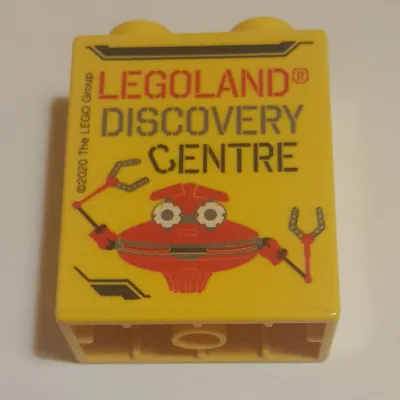 LEGOLAND®
DISCOVERY
CENTRE
©2020 The LEGO Group